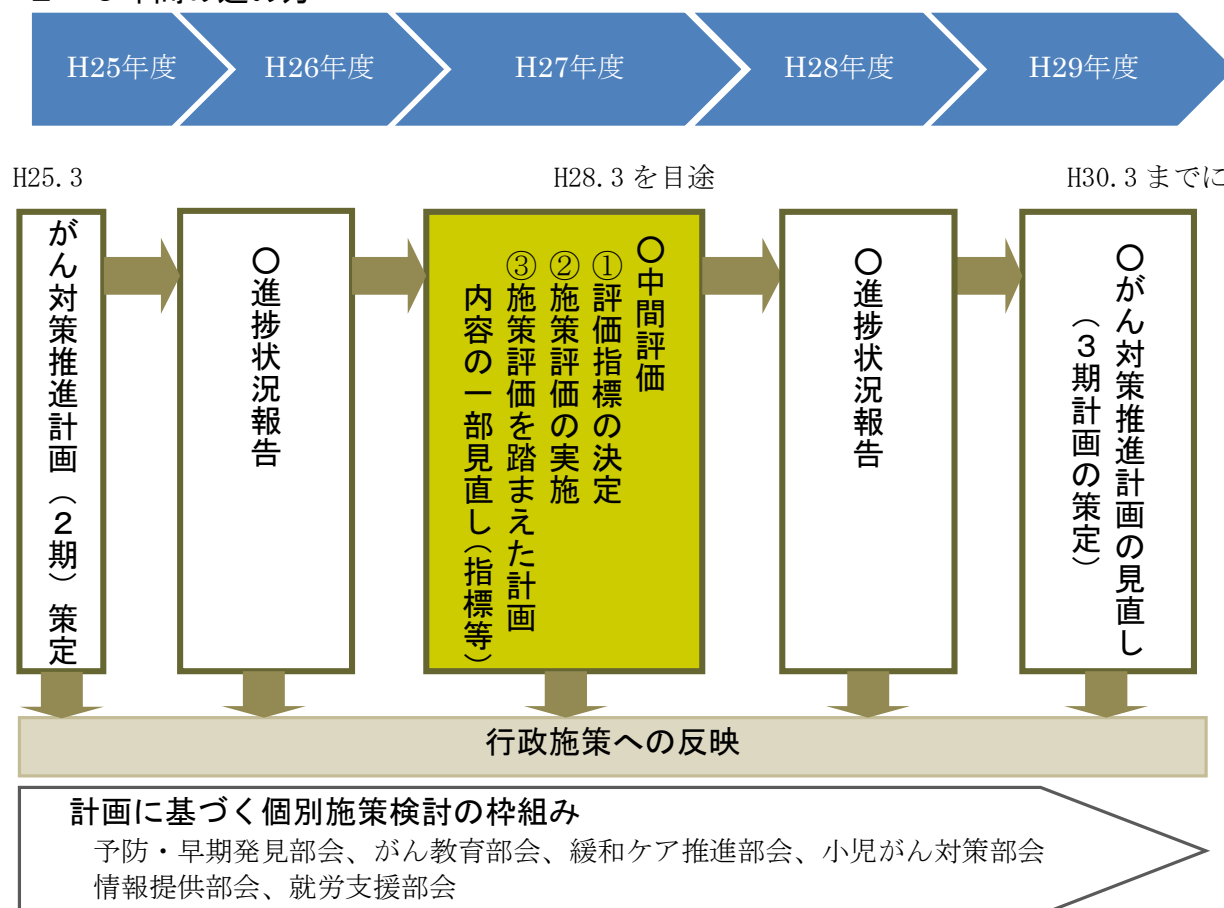 H25年度
H26年度
H27年度
H28年度
H29年度
H25.3
H28.3を目途
H30.3までに
がん対策推進計画（２期）策定
〇進捗状況報告
〇中間評価
①評価指標の決定
②施策評価の実施
③施策評価を踏まえた計画
内容の一部見直し（指標等）
〇進捗状況報告
〇がん対策推進計画の見直し
（３期計画の策定）
行政施策への反映
計画に基づく個別施策検討の枠組み
予防・早期発見部会、がん教育部会、緩和ケア推進部会、小児がん対策部会
情報提供部会、就労支援部会